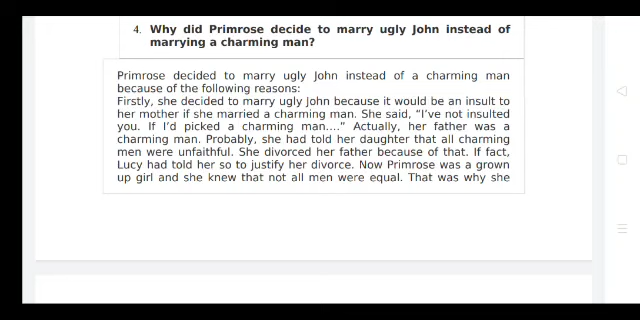 4. Why did Primrose decide to marry ugly John instead of
marrying a charming man?
Primrose decided to marry ugly John instead of a charming man
because of the following reasons:
Firstly, she decided to marry ugly John because it would be an insult to
her mother if she married a charming man. She said, “I’ve not insulted
you. If I’d picked a charming man....” Actually, her father was a
charming man. Probably, she had told her daughter that all charming
men were unfaithful. She divorced her father because of that. If fact,
Lucy had told her so to justify her divorce. Now Primrose was a grown
up girl and she knew that not all men were equal. That was why she